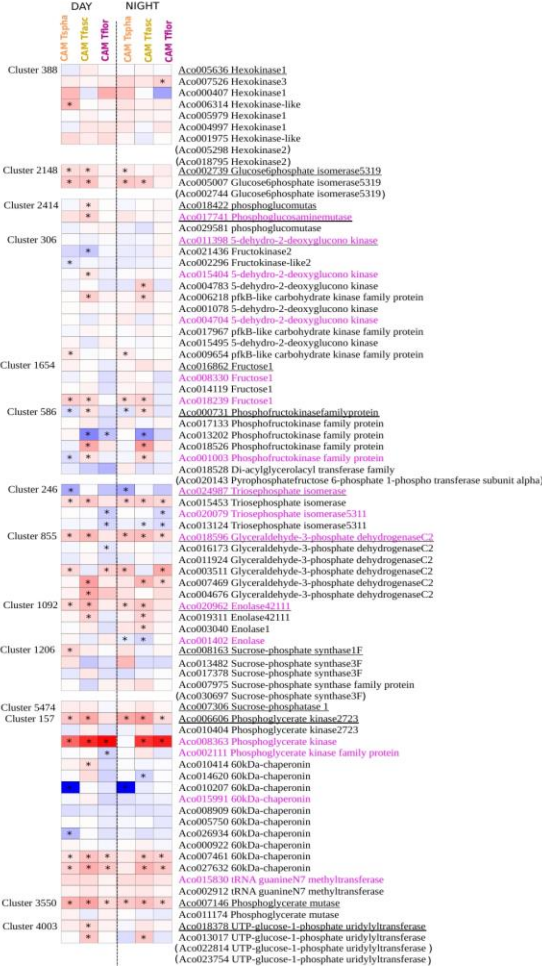 DAY NIGHT
CAM Tspha CAM Tfasc CAM Tflor CAM Tspha CAM Tfasc CAM Tflor
Cluster 388 Aco005636 Hexokinase1
Aco007526 Hexokinase3
Aco000407 Hexokinase1
Aco006314 Hexokinase-like
Aco005979 Hexokinase1
Aco004997 Hexokinase1
Aco001975 Hexokinase-like
(Aco005298 Hexokinase2)
(Aco018795 Hexokinase2)
Cluster 2148 Aco002739 Glucose6phosphate isomerase5319
Aco005007 Glucose6phosphate isomerase5319
(Aco002744 Glucose6phosphate isomerase5319)
Cluster 2414 Aco018422 phosphoglucomutas
Aco017741 Phosphoglucosaminemutase
Aco029581 phosphoglucomutase
Cluster 306 Aco011398 5-dehydro-2-deoxyglucono kinase
Aco021436 Fructokinase2
Aco002296 Fructokinase-like2
Aco015404 5-dehydro-2-deoxyglucono kinase
Aco004783 5-dehydro-2-deoxyglucono kinase
Aco006218 pfkB-like carbohydrate kinase family protein
Aco001078 5-dehydro-2-deoxyglucono kinase
Aco004704 5-dehydro-2-deoxyglucono kinase
Aco017967 pfkB-like carbohydrate kinase family protein
Aco015495 5-dehydro-2-deoxyglucono kinase
Aco009654 pfkB-like carbohydrate kinase family protein
Cluster 1654 Aco016862 Fructose1
Aco008330 Fructose1
Aco014119 Fructose1
Aco018239 Fructose1
Cluster 586 Aco000731 Phosphofructokinasefamilyprotein
Aco017133 Phosphofructokinase family protein
Aco013202 Phosphofructokinase family protein
Aco018526 Phosphofructokinase family protein
Aco001003 Phosphofructokinase family protein
Aco018528 Di-acylglycerolacyl transferase family
(Aco020143 Pyrophosphatefructose 6-phosphate 1-phospho transferase subunit alpha)
Cluster 246 Aco024987 Triosephosphate isomerase
Aco015453 Triosephosphate isomerase
Aco020079 Triosephosphate isomerase5311
Aco013124 Triosephosphate isomerase5311
Cluster 855 Aco018596 Glyceraldehyde-3-phosphate dehydrogenaseC2
Aco016173 Glyceraldehyde-3-phosphate dehydrogenaseC2
Aco011924 Glyceraldehyde-3-phosphate dehydrogenaseC2
Aco003511 Glyceraldehyde-3-phosphate dehydrogenaseC2
Aco007469 Glyceraldehyde-3-phosphate dehydrogenaseC2
Aco004676 Glyceraldehyde-3-phosphate dehydrogenaseC2
Cluster 1092 Aco020962 Enolase42111
Aco019311 Enolase42111
Aco003040 Enolase1
Aco001402 Enolase
Cluster 1206 Aco008163 Sucrose-phosphate synthase1F
Aco013482 Sucrose-phosphate synthase3F
Aco017378 Sucrose-phosphate synthase3F
Aco007975 Sucrose-phosphate synthase family protein
(Aco030697 Sucrose-phosphate synthase3F)
Cluster 5474 Aco007306 Sucrose-phosphatase 1
Cluster 157 Aco006606 Phosphoglycerate kinase2723
Aco010404 Phosphoglycerate kinase2723
Aco008363 Phosphoglycerate kinase
Aco002111 Phosphoglycerate kinase family protein
Aco010414 60kDa-chaperonin
Aco014620 60kDa-chaperonin
Aco010207 60kDa-chaperonin
Aco015991 60kDa-chaperonin
Aco008909 60kDa-chaperonin
Aco005750 60kDa-chaperonin
Aco026934 60kDa-chaperonin
Aco000922 60kDa-chaperonin
Aco007461 60kDa-chaperonin
Aco027632 60kDa-chaperonin
Aco015830 tRNA guanineN7 methyltransferase
Aco002912 tRNA guanineN7 methyltransferase
Cluster 3550 Aco007146 Phosphoglycerate mutase
Aco011174 Phosphoglycerate mutase
Cluster 4003 Aco018378 UTP-glucose-1-phosphate uridylyltransferase
Aco013017 UTP-glucose-1-phosphate uridylyltransferase
(Aco022814 UTP-glucose-1-phosphate uridylyltransferase )
(Aco023754 UTP-glucose-1-phosphate uridylyltransferase )